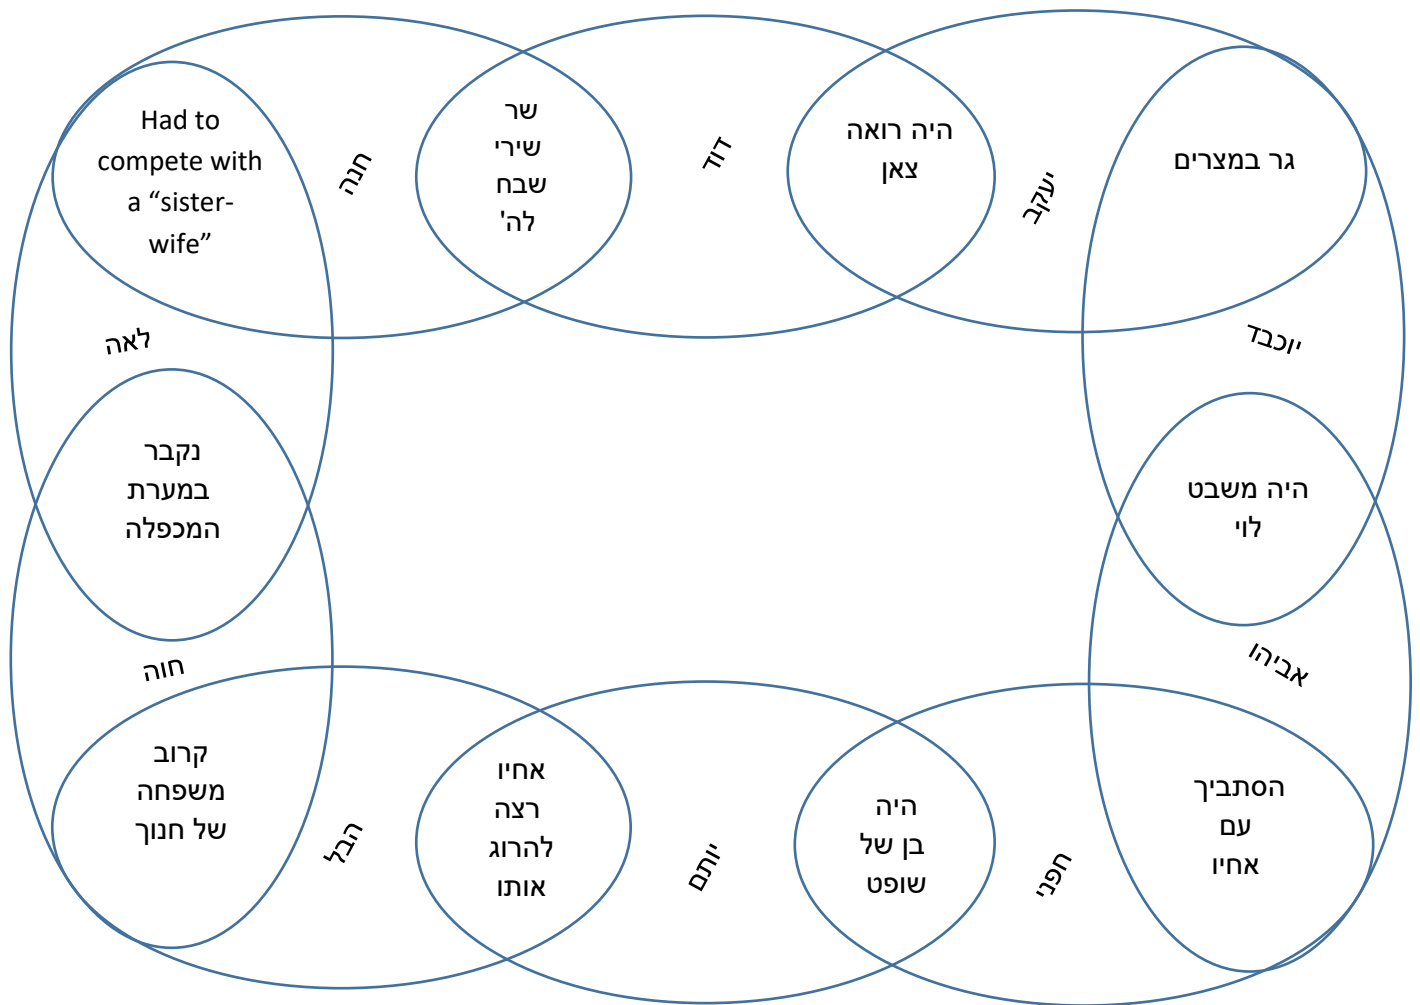 Had to
compete with
a “sister-
wife”
חנה
שר
שירי
שבח
לה'
דוד
היה רואה
צאן
יעקב
גר במצרים
לאה
יוכבד
נקבר
במערת
המכפלה
היה משבט
לוי
חוה
אביהו
קרוב
משפחה
של חנוך
הבל
אחיו
רצה
להרוג
אותו
יותם
היה
בן של
שופט
חפני
הסתביך
עם
אחיו